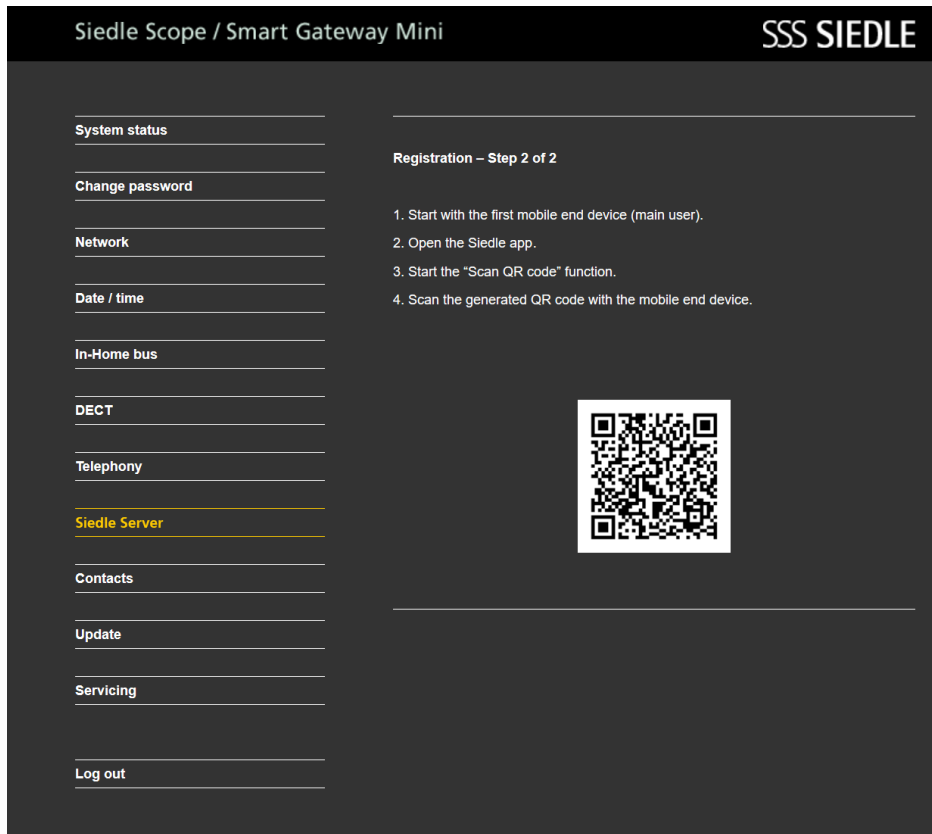 Siedle Scope / Smart Gateway Mini
SSS SIEDLE
System status
Change password
Network
Date / time
In-Home bus
DECT
Telephony
Siedle Server
Contacts
Update
Servicing
Log out
Registration – Step 2 of 2
1. Start with the first mobile end device (main user).
2. Open the Siedle app.
3. Start the “Scan QR code” function.
4. Scan the generated QR code with the mobile end device.